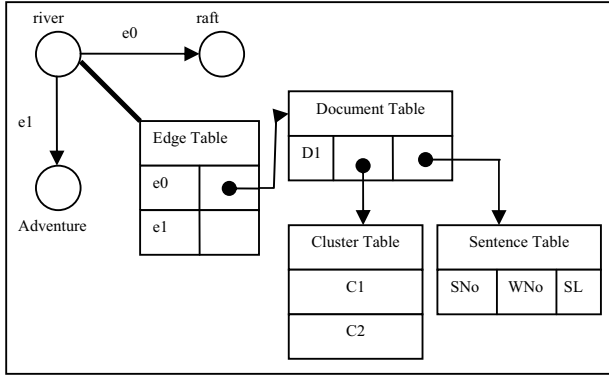 river
raft
e0
e1
Adventure
Edge Table
e0
e1
Document Table
D1
Cluster Table
C1
C2
Sentence Table
SNo WNo SL